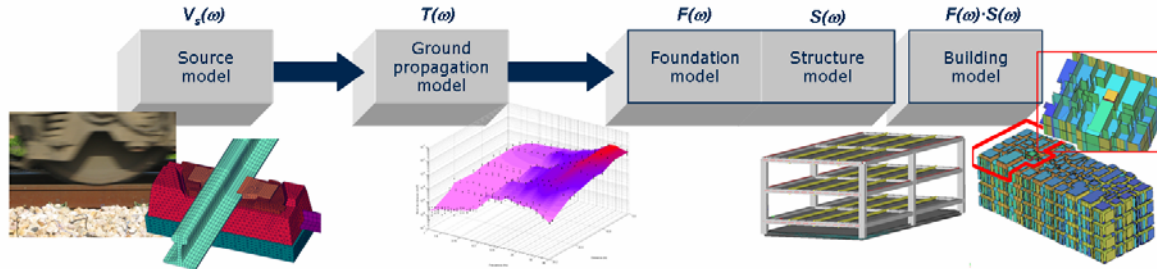 Vs(ω)
T(ω)
F(ω)
S(ω)
F(ω)·S(ω)
Source
model
Ground
propagation
model
Foundation
model
Structure
model
Building
model